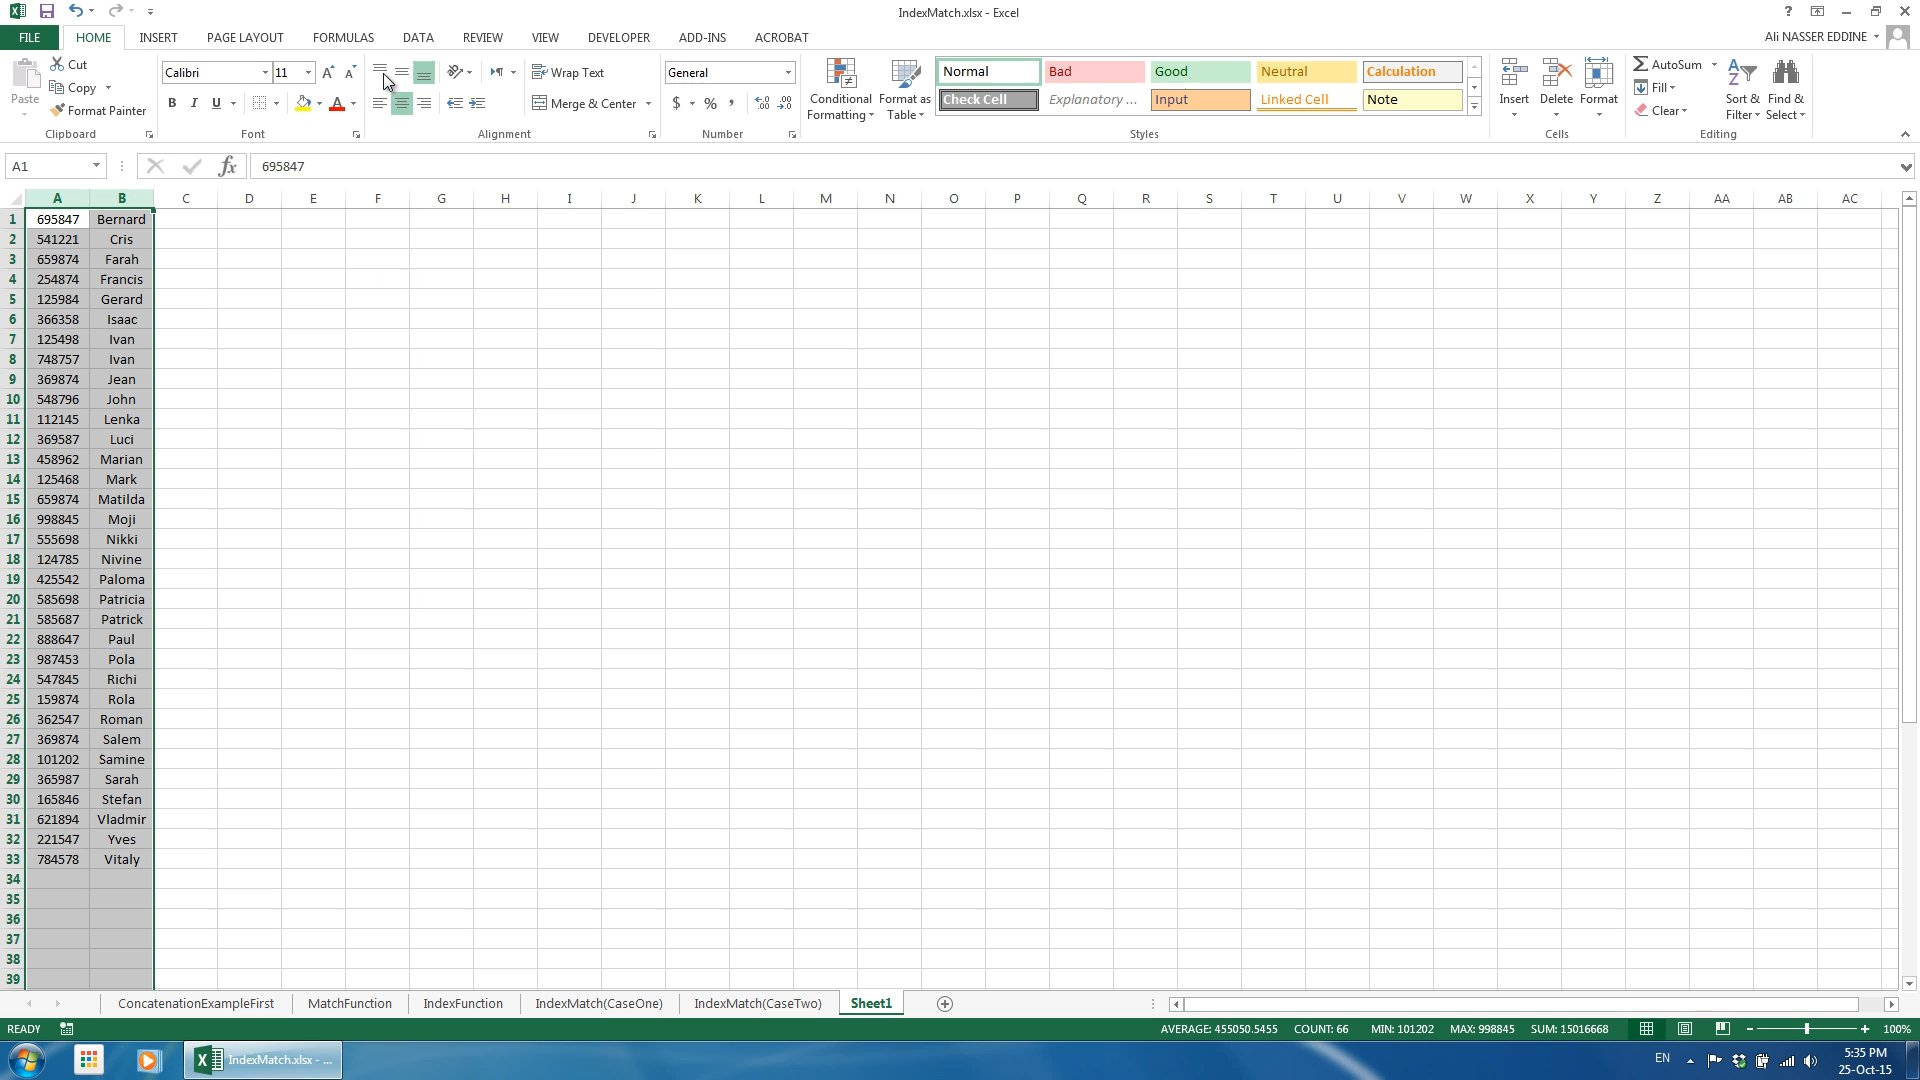 IndexMatch.xlsx - Excel
FILE HOME INSERT PAGE LAYOUT FORMULAS DATA REVIEW VIEW DEVELOPER ADD-INS ACROBAT
Ali NASSER EDDINE
Paste
Cut
Copy
Format Painter
Clipboard
Calibri 11
B I U
Font
Wrap Text
Merge & Center
Alignment
General
$ % ,
Number
Conditional Formatting
Format as Table
Normal Bad Good Neutral Calculation
Check Cell Explanatory ... Input Linked Cell Note
Styles
Insert Delete Format
Cells
AutoSum
Fill
Clear
Sort & Filter
Find & Select
Editing
A1
fx 695847
A B C D E F G H I J K L M N O P Q R S T U V W X Y Z AA AB AC
1 695847 Bernard
2 541221 Cris
3 659874 Farah
4 254874 Francis
5 125984 Gerard
6 366358 Isaac
7 125498 Ivan
8 748757 Ivan
9 369874 Jean
10 548796 John
11 112145 Lenka
12 369587 Luci
13 458962 Marian
14 125468 Mark
15 659874 Matilda
16 998845 Moji
17 555698 Nikki
18 124785 Nivine
19 425542 Paloma
20 585698 Patricia
21 585687 Patrick
22 888647 Paul
23 987453 Pola
24 547845 Richi
25 159874 Rola
26 362547 Roman
27 369874 Salem
28 101202 Samine
29 365987 Sarah
30 165846 Stefan
31 621894 Vladmir
32 221547 Yves
33 784578 Vitaly
34
35
36
37
38
39
ConcatenationExampleFirst MatchFunction IndexFunction IndexMatch(CaseOne) IndexMatch(CaseTwo) Sheet1
READY AVERAGE: 455050.5455 COUNT: 66 MIN: 101202 MAX: 998845 SUM: 15016668 100%
IndexMatch.xlsx - ...
EN
5:35 PM
25-Oct-15